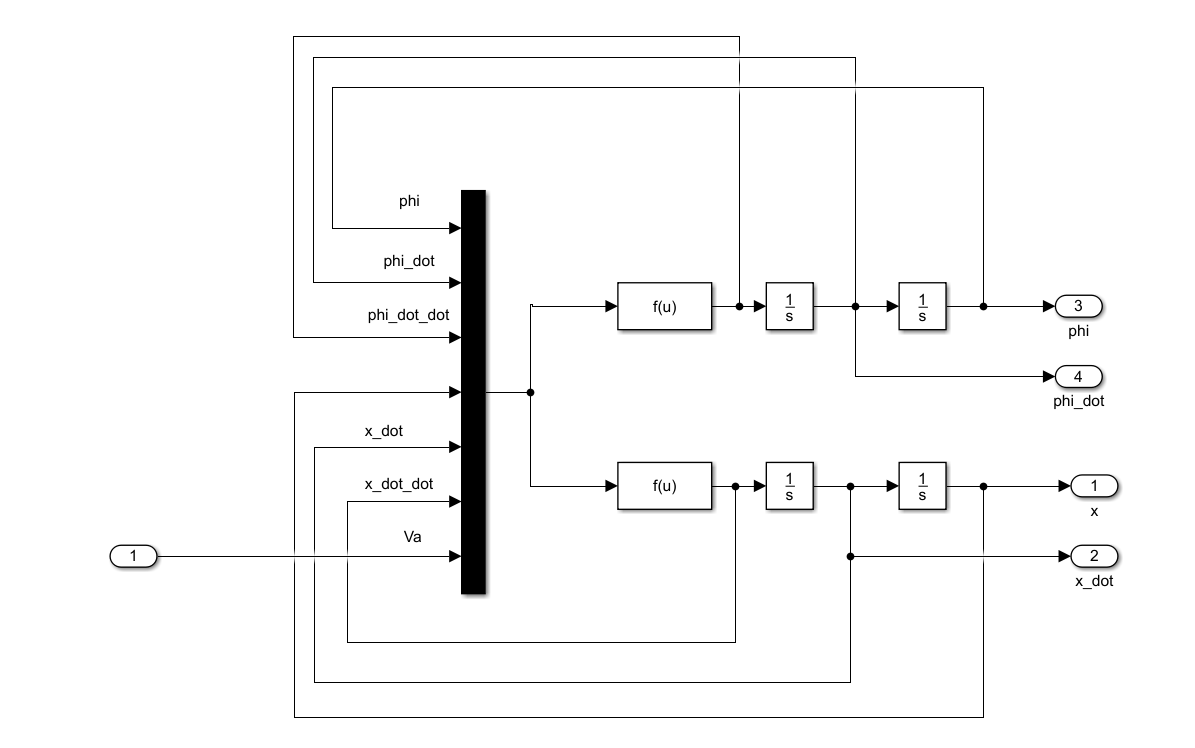 phi
phi_dot
phi_dot_dot
x_dot
x_dot_dot
Va
1
f(u)
1
s
1
s
3
phi
4
phi_dot
f(u)
1
s
1
s
1
x
2
x_dot